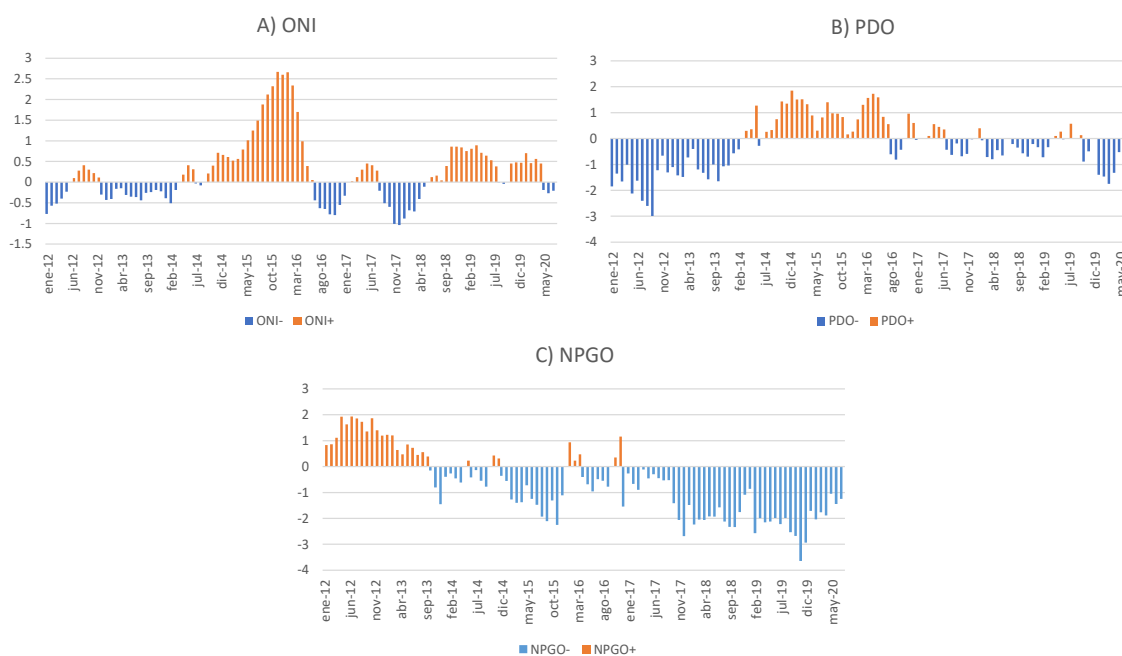 A) ONI
3
2.5
2
1.5
1
0.5
0
-0.5
-1
-1.5
ene-12
jun-12
nov-12
abr-13
sep-13
feb-14
jul-14
dic-14
may-15
oct-15
mar-16
ago-16
ene-17
jun-17
nov-17
abr-18
sep-18
feb-19
jul-19
dic-19
may-20
ONI- ONI+
B) PDO
3
2
1
0
-1
-2
-3
-4
ene-12
jun-12
nov-12
abr-13
sep-13
feb-14
jul-14
dic-14
may-15
oct-15
mar-16
ago-16
ene-17
jun-17
nov-17
abr-18
sep-18
feb-19
jul-19
dic-19
may-20
PDO- PDO+
C) NPGO
3
2
1
0
-1
-2
-3
-4
ene-12
jun-12
nov-12
abr-13
sep-13
feb-14
jul-14
dic-14
may-15
oct-15
mar-16
ago-16
ene-17
jun-17
nov-17
abr-18
sep-18
feb-19
jul-19
dic-19
may-20
NPGO- NPGO+